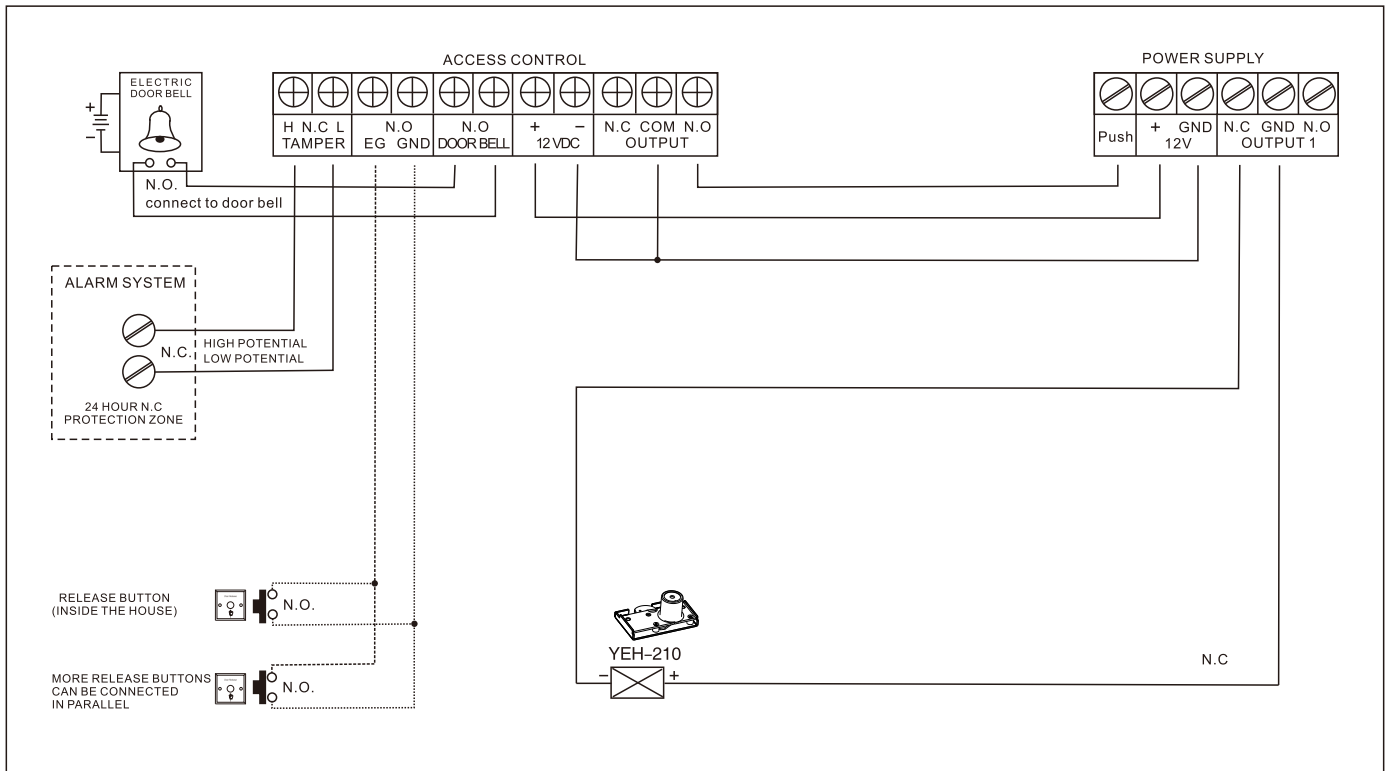 ACCESS CONTROL
POWER SUPPLY
ELECTRIC
DOOR BELL
+
−
H N.C L
TAMPER
N.O
EG GND
N.O
DOOR BELL
+ −
12 VDC
N.C COM N.O
OUTPUT
Push
+ GND
12V
N.C GND N.O
OUTPUT 1
N.O.
connect to door bell
ALARM SYSTEM
N.C.
HIGH POTENTIAL
LOW POTENTIAL
24 HOUR N.C
PROTECTION ZONE
RELEASE BUTTON
(INSIDE THE HOUSE)
N.O.
MORE RELEASE BUTTONS
CAN BE CONNECTED
IN PARALLEL
N.O.
YEH-210
− +
N.C